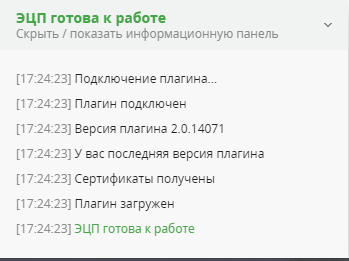 ЭЦП готова к работе
Скрыть / показать информационную панель
[17:24:23] Подключение плагина...
[17:24:23] Плагин подключен
[17:24:23] Версия плагина 2.0.14071
[17:24:23] У вас последняя версия плагина
[17:24:23] Сертификаты получены
[17:24:23] Плагин загружен
[17:24:23] ЭЦП готова к работе